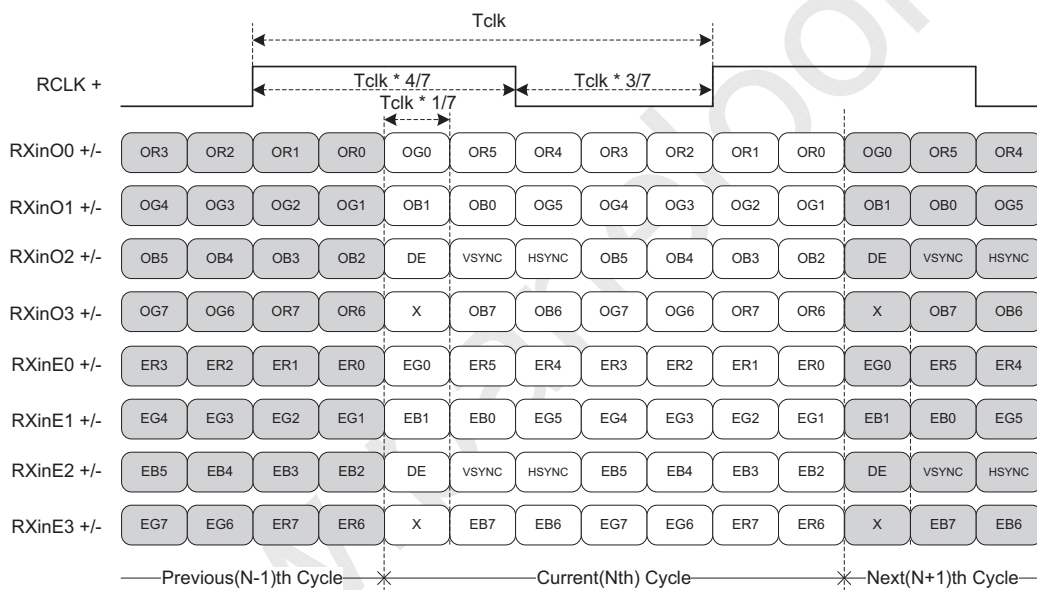 Tclk
RCLK +
Tclk * 4/7
Tclk * 3/7
Tclk * 1/7
RXinO0 +/- OR3 OR2 OR1 OR0 OG0 OR5 OR4 OR3 OR2 OR1 OR0 OG0 OR5 OR4
RXinO1 +/- OG4 OG3 OG2 OG1 OB1 OB0 OG5 OG4 OG3 OG2 OG1 OB1 OB0 OG5
RXinO2 +/- OB5 OB4 OB3 OB2 DE VSYNC HSYNC OB5 OB4 OB3 OB2 DE VSYNC HSYNC
RXinO3 +/- OG7 OG6 OR7 OR6 X OB7 OB6 OG7 OG6 OR7 OR6 X OB7 OB6
RXinE0 +/- ER3 ER2 ER1 ER0 EG0 ER5 ER4 ER3 ER2 ER1 ER0 EG0 ER5 ER4
RXinE1 +/- EG4 EG3 EG2 EG1 EB1 EB0 EG5 EG4 EG3 EG2 EG1 EB1 EB0 EG5
RXinE2 +/- EB5 EB4 EB3 EB2 DE VSYNC HSYNC EB5 EB4 EB3 EB2 DE VSYNC HSYNC
RXinE3 +/- EG7 EG6 ER7 ER6 X EB7 EB6 EG7 EG6 ER7 ER6 X EB7 EB6
Previous(N-1)th Cycle Current(Nth) Cycle Next(N+1)th Cycle